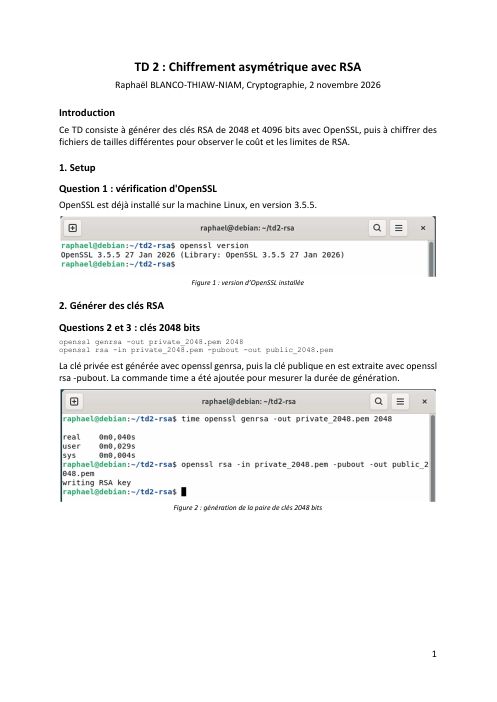 TD 2 : Chiffrement asymétrique avec RSA
Raphaël BLANCO-THIAW-NIAM, Cryptographie, 2 novembre 2026
Introduction
Ce TD consiste à générer des clés RSA de 2048 et 4096 bits avec OpenSSL, puis à chiffrer des
fichiers de tailles différentes pour observer le coût et les limites de RSA.
1. Setup
Question 1 : vérification d'OpenSSL
OpenSSL est déjà installé sur la machine Linux, en version 3.5.5.
raphael@debian: ~/td2-rsa
raphael@debian:~/td2-rsa$ openssl version
OpenSSL 3.5.5 27 Jan 2026 (Library: OpenSSL 3.5.5 27 Jan 2026)
raphael@debian:~/td2-rsa$
Figure 1 : version d'OpenSSL installée
2. Générer des clés RSA
Questions 2 et 3 : clés 2048 bits
openssl genrsa -out private_2048.pem 2048
openssl rsa -in private_2048.pem -pubout -out public_2048.pem
La clé privée est générée avec openssl genrsa, puis la clé publique en est extraite avec openssl
rsa -pubout. La commande time a été ajoutée pour mesurer la durée de génération.
raphael@debian: ~/td2-rsa
raphael@debian:~/td2-rsa$ time openssl genrsa -out private_2048.pem 2048
real 0m0,040s
user 0m0,029s
sys 0m0,004s
raphael@debian:~/td2-rsa$ openssl rsa -in private_2048.pem -pubout -out public_2
048.pem
writing RSA key
raphael@debian:~/td2-rsa$
Figure 2 : génération de la paire de clés 2048 bits
1